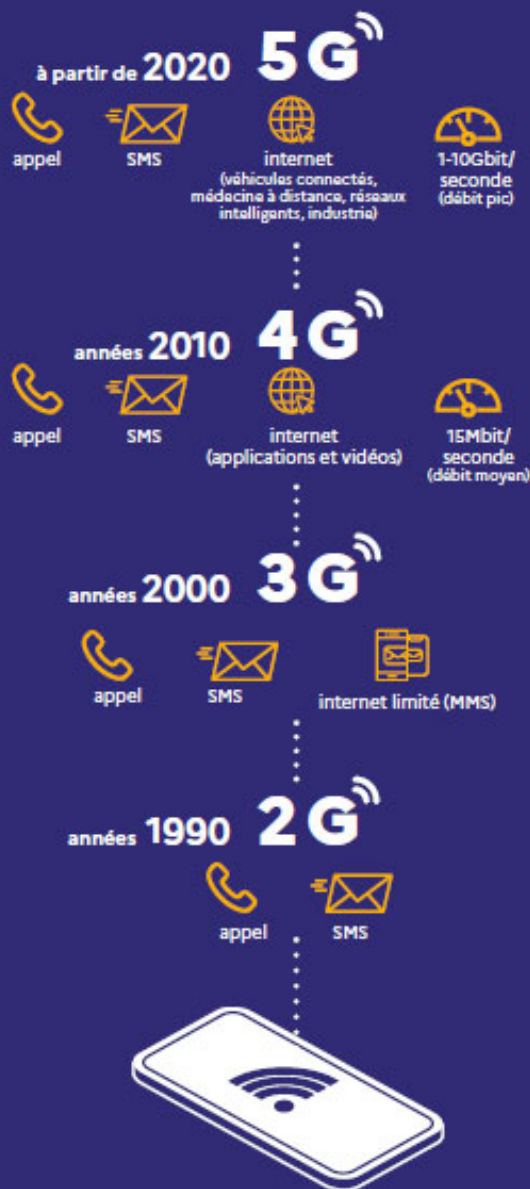 à partir de 2020 5G
appel
SMS
internet
(véhicules connectés,
médecine à distance, réseaux
intelligents, industrie)
1-10Gbit/
seconde
(débit pic)
années 2010 4G
appel
SMS
internet
(applications et vidéos)
15Mbit/
seconde
(débit moyen)
années 2000 3G
appel
SMS
internet limité (MMS)
années 1990 2G
appel
SMS